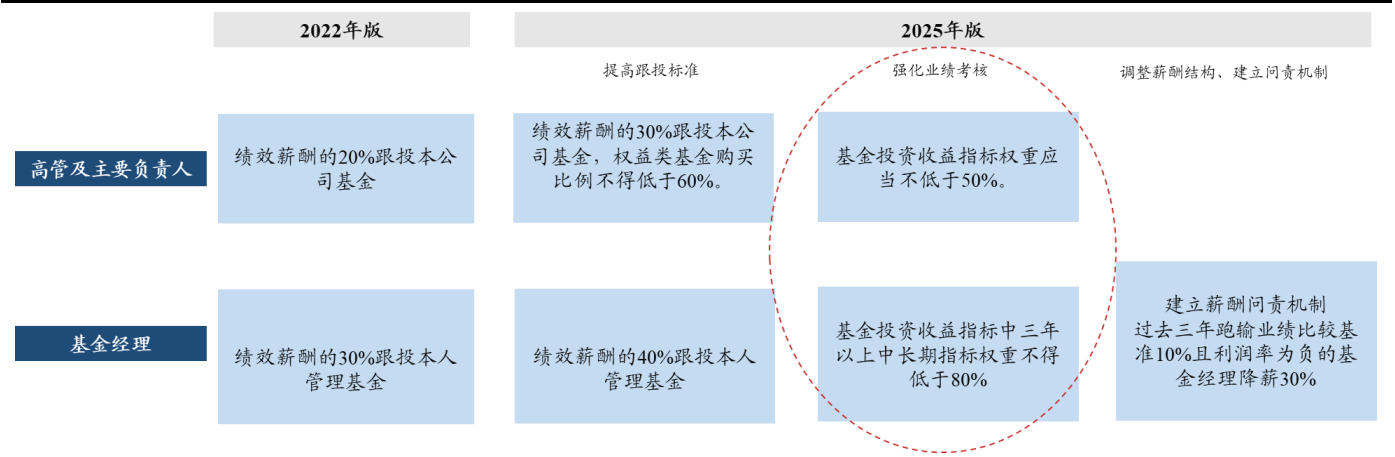 2022年版
2025年版
提高跟投标准
强化业绩考核
调整薪酬结构、建立问责机制
高管及主要负责人
绩效薪酬的20%跟投本公
司基金
绩效薪酬的30%跟投本公
司基金，权益类基金购买
比例不得低于60%。
基金投资收益指标权重应
当不低于50%。
基金经理
绩效薪酬的30%跟投本人
管理基金
绩效薪酬的40%跟投本人
管理基金
基金投资收益指标中三年
以上中长期指标权重不得
低于80%
建立薪酬问责机制
过去三年跑输业绩比较基
准10%且利润率为负的基
金经理降薪30%